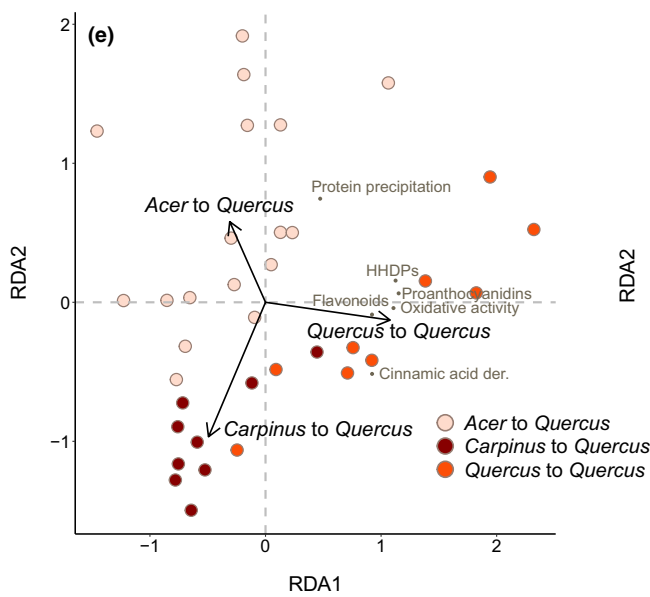 2
(e)
1
Protein precipitation
Acer to Quercus
RDA2
RDA2
HHDPs
Proanthocyanidins
0
Flavonoids
Oxidative activity
Quercus to Quercus
Cinnamic acid der.
Carpinus to Quercus
Acer to Quercus
−1
Carpinus to Quercus
Quercus to Quercus
−1
0
1
2
RDA1